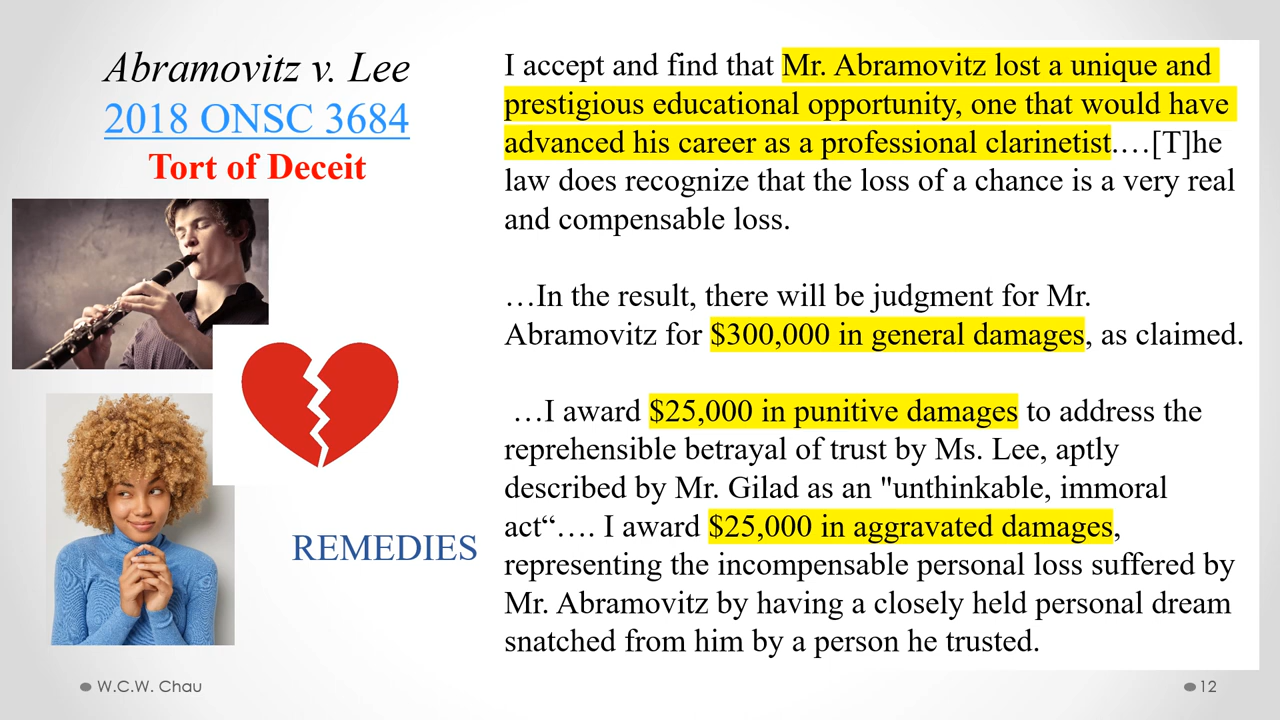 Abramovitz v. Lee
2018 ONSC 3684
Tort of Deceit
REMEDIES
I accept and find that Mr. Abramovitz lost a unique and
prestigious educational opportunity, one that would have
advanced his career as a professional clarinetist.…[T]he
law does recognize that the loss of a chance is a very real
and compensable loss.
…In the result, there will be judgment for Mr.
Abramovitz for $300,000 in general damages, as claimed.
…I award $25,000 in punitive damages to address the
reprehensible betrayal of trust by Ms. Lee, aptly
described by Mr. Gilad as an "unthinkable, immoral
act“…. I award $25,000 in aggravated damages,
representing the incompensable personal loss suffered by
Mr. Abramovitz by having a closely held personal dream
snatched from him by a person he trusted.
W.C.W. Chau
12